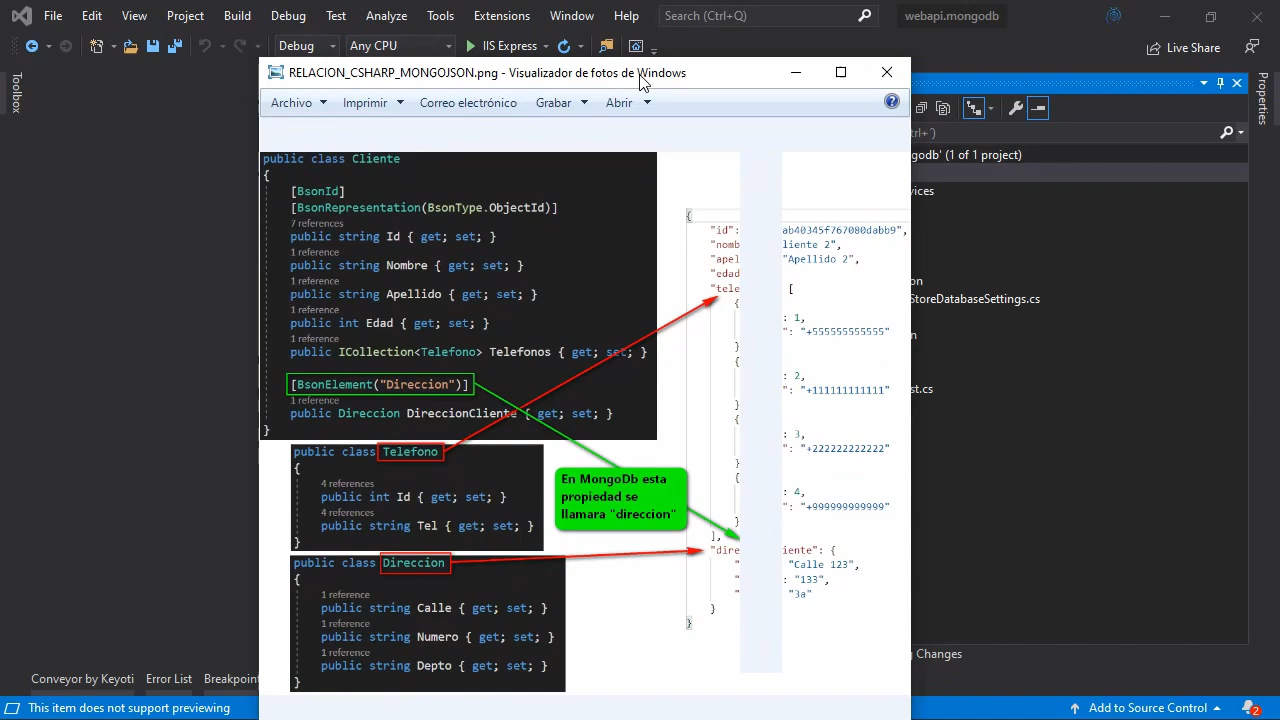 File Edit View Project Build Debug Test Analyze Tools Extensions Window Help Search (Ctrl+Q) webapi.mongodb
Debug Any CPU IIS Express Live Share
Toolbox
Properties
RELACION_CSHARP_MONGOJSON.png - Visualizador de fotos de Windows
Archivo Imprimir Correo electrónico Grabar Abrir
public class Cliente
{
[BsonId]
[BsonRepresentation(BsonType.ObjectId)]
7 references
public string Id { get; set; }
1 reference
public string Nombre { get; set; }
1 reference
public string Apellido { get; set; }
1 reference
public int Edad { get; set; }
1 reference
public ICollection<Telefono> Telefonos { get; set; }
[BsonElement("Direccion")]
1 reference
public Direccion DireccionCliente { get; set; }
}
public class Telefono
{
4 references
public int Id { get; set; }
4 references
public string Tel { get; set; }
}
public class Direccion
{
1 reference
public string Calle { get; set; }
1 reference
public string Numero { get; set; }
1 reference
public string Depto { get; set; }
}
En MongoDb esta
propiedad se
llamara "direccion"
{
"id": ab40345f767080dabb9",
"nomb liente 2",
"apel "Apellido 2",
"edad
"tele [
{
: 1,
": "+555555555555"
}
{
: 2,
": "+111111111111"
}
{
: 3,
": "+222222222222"
}
{
: 4,
": "+999999999999"
}
],
"dire iente": {
" "Calle 123",
" : "133",
" "3a"
}
}
trl+')
ngodb' (1 of 1 project)
vices
on
StoreDatabaseSettings.cs
m
st.cs
g Changes
Conveyor by Keyoti Error List Breakpoin
This item does not support previewing Add to Source Control 2